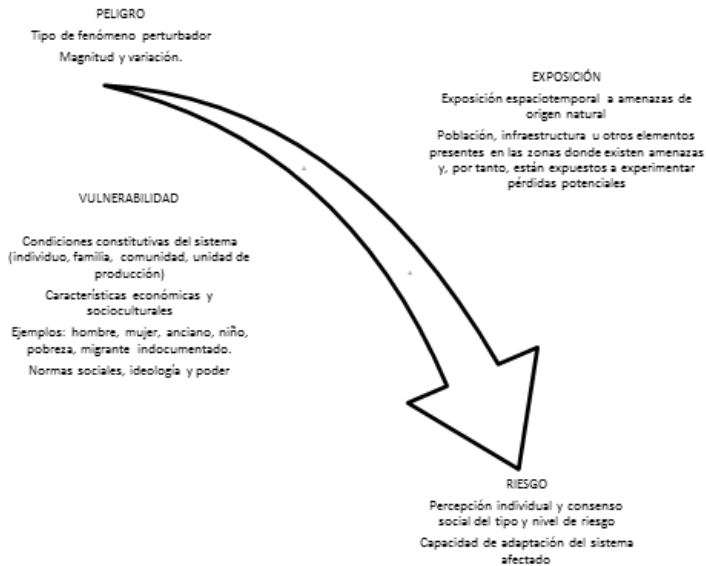 PELIGRO
Tipo de fenómeno perturbador
Magnitud y variación.
EXPOSICIÓN
Exposición espaciotemporal a amenazas de
origen natural
Población, infraestructura u otros elementos
presentes en las zonas donde existen amenazas
y, por tanto, están expuestos a experimentar
pérdidas potenciales
VULNERABILIDAD
Condiciones constitutivas del sistema
(individuo, familia, comunidad, unidad de
producción)
Características económicas y
socioculturales
Ejemplos: hombre, mujer, anciano, niño,
pobreza, migrante indocumentado.
Normas sociales, ideología y poder
RIESGO
Percepción individual y consenso
social del tipo y nivel de riesgo
Capacidad de adaptación del sistema
afectado